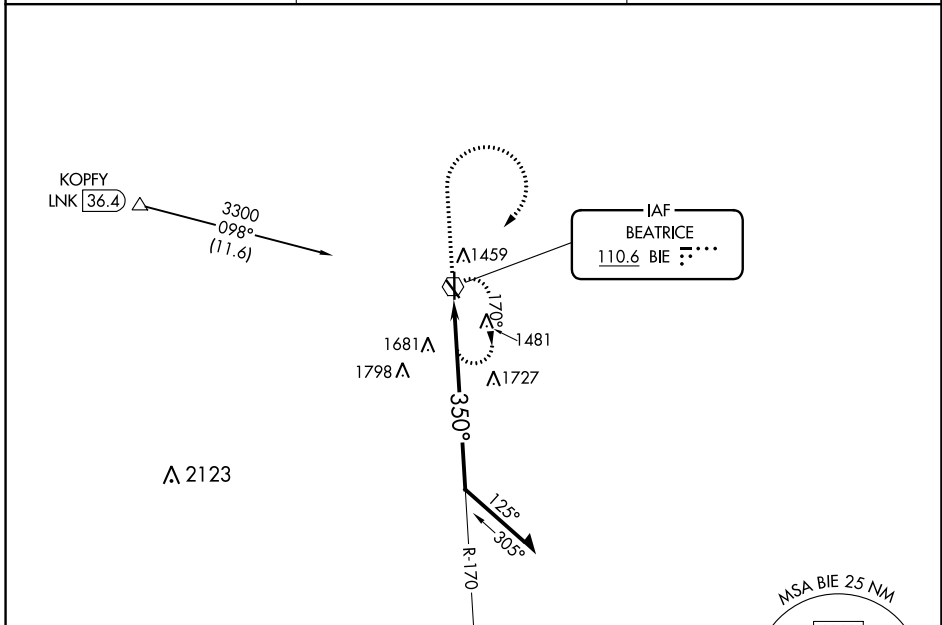 KOPFY
LNK 36.4
3300
098°
(11.6)
IAF
BEATRICE
110.6 BIE
1459
170°
1481
1681
1798
1727
350°
2123
125°
305°
R-170
MSA BIE 25 NM